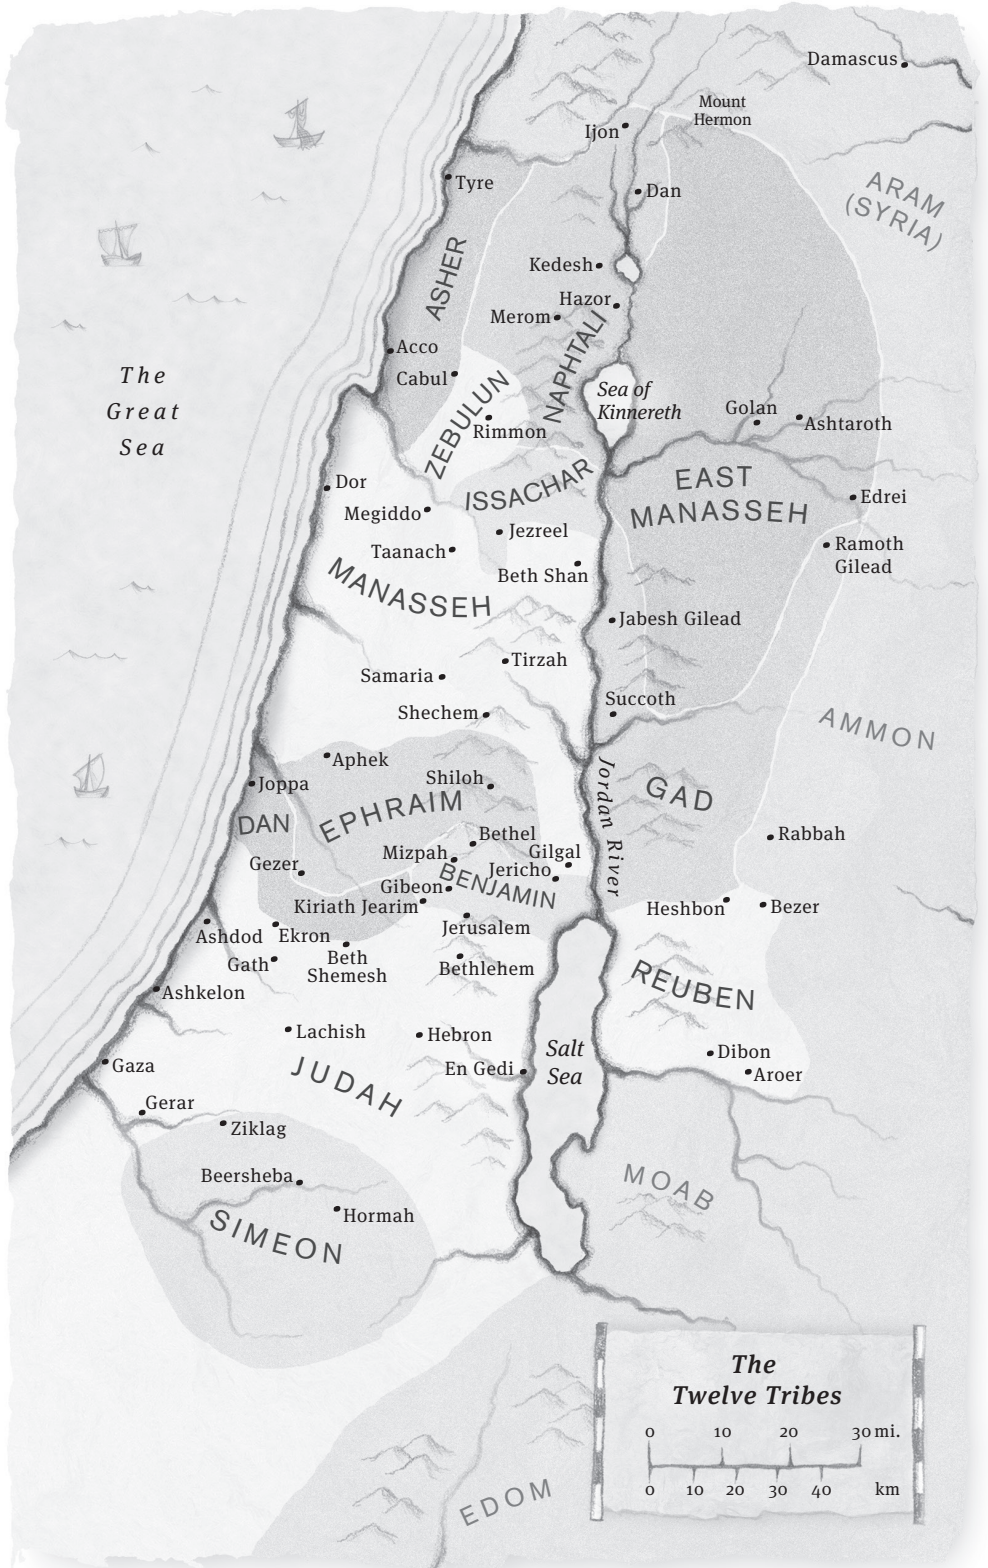 Damascus
Mount
Hermon
Ijon
Tyre
Dan
ARAM
(SYRIA)
ASHER
Kedesh
Hazor
Merom
NAPHTALI
Acco
Cabul
ZEBULUN
Rimmon
Sea of
Kinnereth
Golan
Ashtaroth
The
Great
Sea
Dor
ISSACHAR
EAST
MANASSEH
Edrei
Megiddo
Jezreel
Ramoth
Gilead
Taanach
Beth Shan
MANASSEH
Jabesh Gilead
Tirzah
Samaria
Shechem
Succoth
AMMON
Aphek
Joppa
Shiloh
Jordan River
GAD
DAN
EPHRAIM
Bethel
Rabbah
Mizpah
Gilgal
Gezer
Jericho
Gibeon
BENJAMIN
Kiriath Jearim
Heshbon
Bezer
Jerusalem
Ashdod
Ekron
Beth
Shemesh
Gath
Bethlehem
REUBEN
Ashkelon
Lachish
Hebron
Salt
Sea
Dibon
Gaza
En Gedi
Aroer
JUDAH
Gerar
Ziklag
Beersheba
MOAB
Hormah
SIMEON
The
Twelve Tribes
0 10 20 30 mi.
0 10 20 30 40 km
EDOM